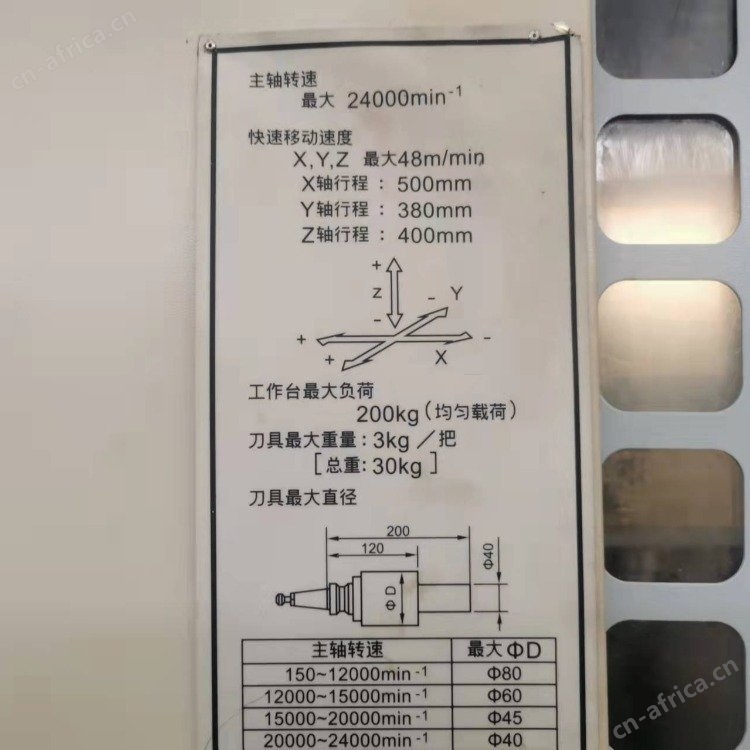 cn-africa.cn
主轴转速
最大 24000min-1
快速移动速度
X,Y,Z 最大48m/min
X轴行程 : 500mm
Y轴行程 : 380mm
Z轴行程 : 400mm
+
Z
-
- Y
+ -
+ X
工作台最大负荷
200kg(均匀载荷)
刀具最大重量:3kg／把
[总重:30kg]
刀具最大直径
200
120
Φ40
ΦD
主轴转速 最大 ΦD
150~12000min-1 Φ80
12000~15000min-1 Φ60
15000~20000min-1 Φ45
20000~24000min-1 Φ40
cn-africa.cn